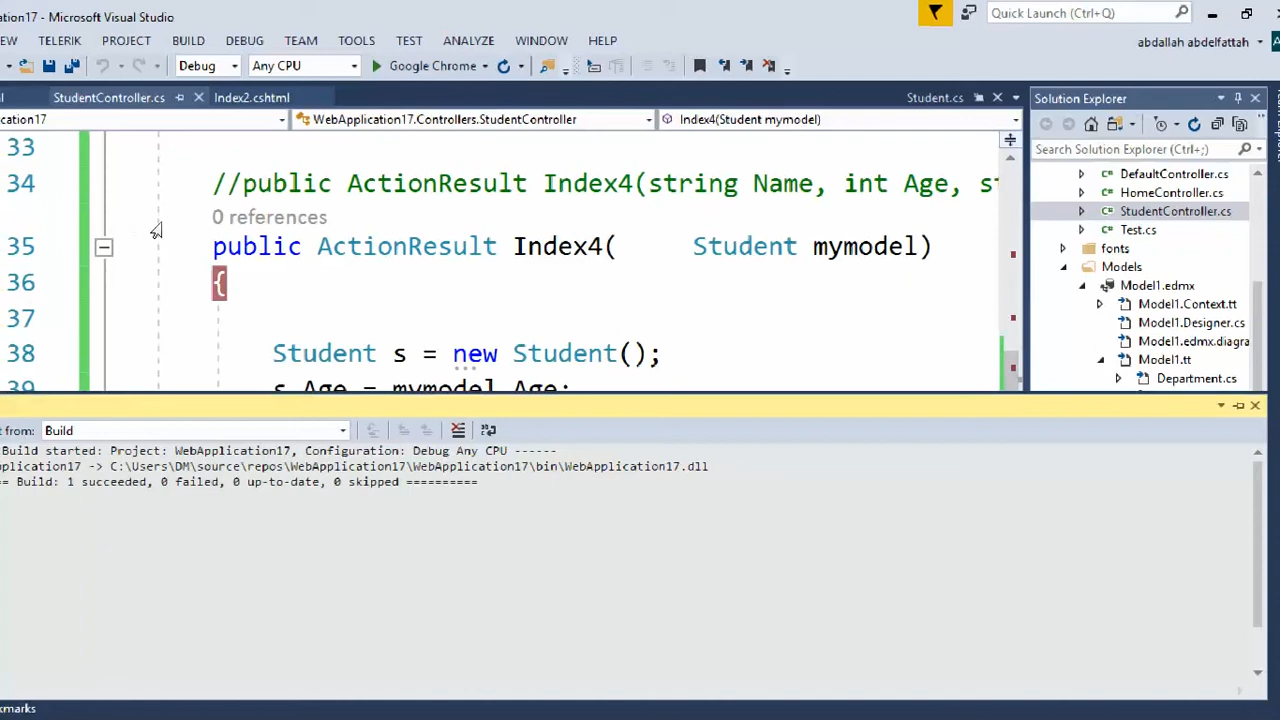 ation17 - Microsoft Visual Studio
Quick Launch (Ctrl+Q)
EW TELERIK PROJECT BUILD DEBUG TEAM TOOLS TEST ANALYZE WINDOW HELP
abdallah abdelfattah
Debug Any CPU Google Chrome
StudentController.cs Index2.cshtml Student.cs
cation17 WebApplication17.Controllers.StudentController Index4(Student mymodel)
33
34 //public ActionResult Index4(string Name, int Age, st
0 references
35 public ActionResult Index4( Student mymodel)
36 {
37
38 Student s = new Student();
39 s.Age = mymodel.Age;
Solution Explorer
Search Solution Explorer (Ctrl+;)
DefaultController.cs
HomeController.cs
StudentController.cs
Test.cs
fonts
Models
Model1.edmx
Model1.Context.tt
Model1.Designer.cs
Model1.edmx.diagra
Model1.tt
Department.cs
t from: Build
Build started: Project: WebApplication17, Configuration: Debug Any CPU ------
pplication17 -> C:\Users\DM\source\repos\WebApplication17\WebApplication17\bin\WebApplication17.dll
== Build: 1 succeeded, 0 failed, 0 up-to-date, 0 skipped ==========
kmarks